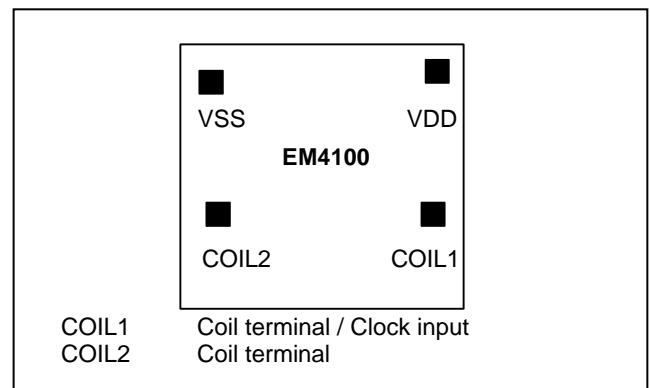 VSS VDD
EM4100
COIL2 COIL1
COIL1 Coil terminal / Clock input
COIL2 Coil terminal